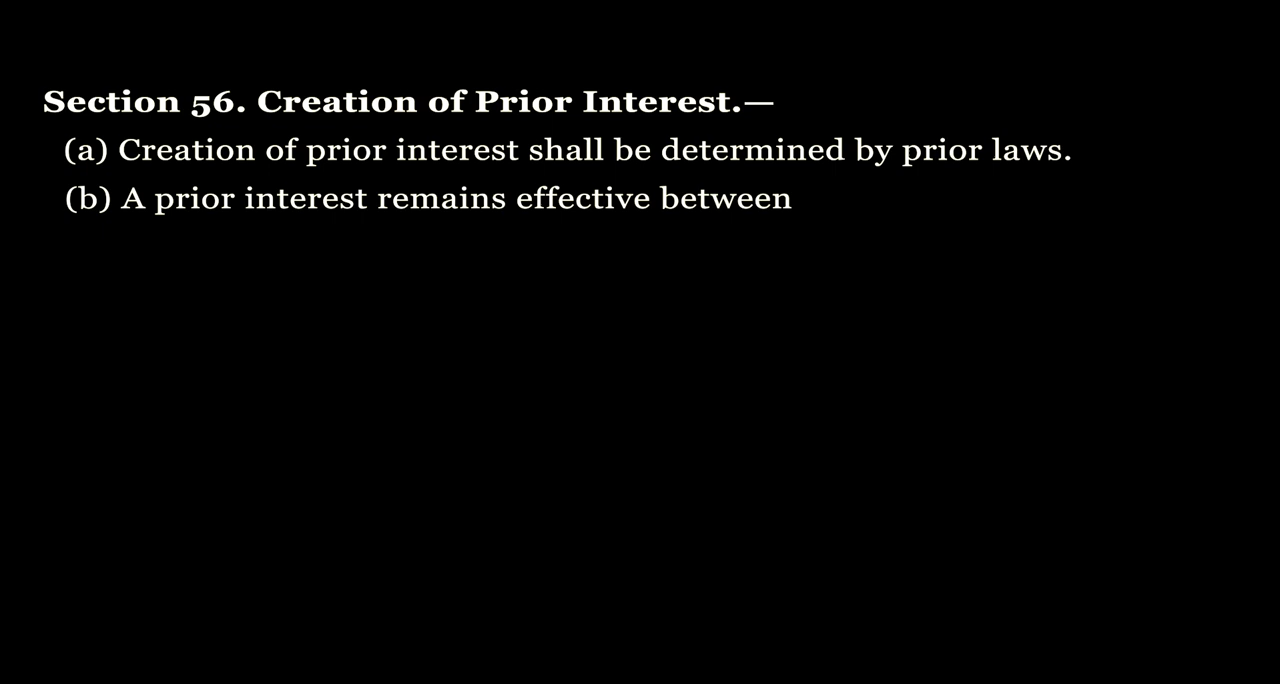 Section 56. Creation of Prior Interest.—
(a) Creation of prior interest shall be determined by prior laws.
(b) A prior interest remains effective between